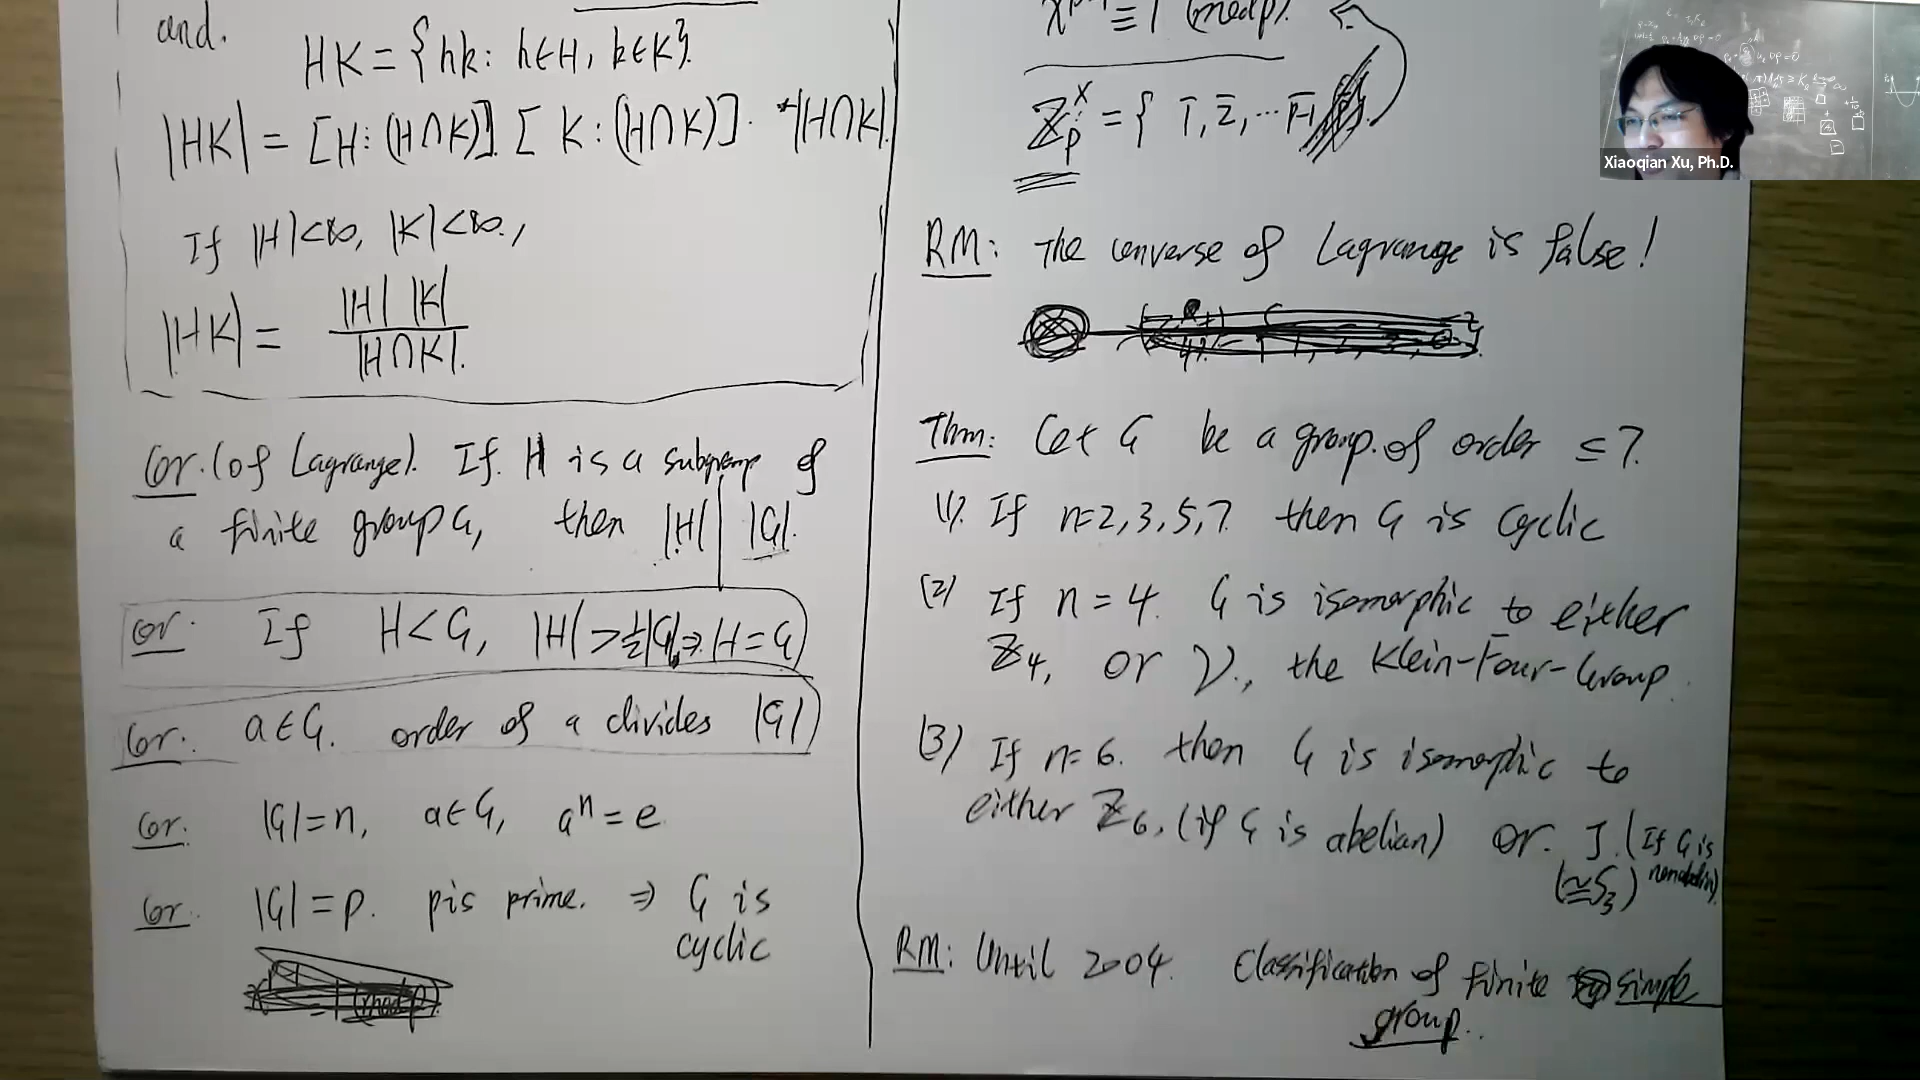 and.
HK = {hk: h∈H, k∈K}.
|HK| = [H: (H∩K)] [K: (H∩K)] · |H∩K|.
If |H|<∞, |K|<∞,
|HK| = |H| |K| / |H∩K|.
Cor. (of Lagrange). If H is a subgroup of
a finite group G, then |H| | |G|.
Cor. If H<G, |H| > 1/2|G| ⇒ H = G
Cor. a∈G. order of a divides |G|
Cor. |G|=n, a∈G, aⁿ = e
Cor. |G|=p. p is prime. ⇒ G is
cyclic
≡ 1 (mod p).
ℤₚˣ = { 1̄, 2̄, ...
RM: The converse of Lagrange is false!
Thm: Let G be a group of order ≤ 7.
(1). If n=2,3,5,7. then G is cyclic
(2) If n = 4. G is isomorphic to either
ℤ₄, or V., the Klein-Four-Group.
(3) If n=6. then G is isomorphic to
either ℤ₆, (if G is abelian) or J. (If G is
(≅S₃) nonabelian)
RM: Until 2004. Classification of finite simple
group.
Xiaoqian Xu, Ph.D.